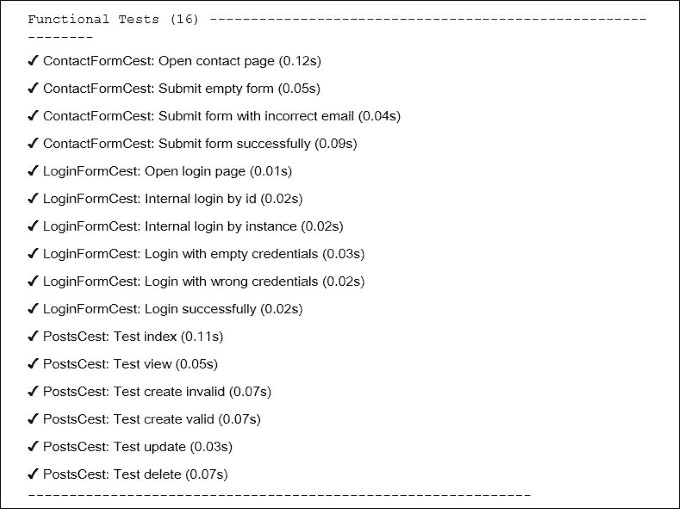 Functional Tests (16) ------------------------------------------------------
--------
✔ ContactFormCest: Open contact page (0.12s)
✔ ContactFormCest: Submit empty form (0.05s)
✔ ContactFormCest: Submit form with incorrect email (0.04s)
✔ ContactFormCest: Submit form successfully (0.09s)
✔ LoginFormCest: Open login page (0.01s)
✔ LoginFormCest: Internal login by id (0.02s)
✔ LoginFormCest: Internal login by instance (0.02s)
✔ LoginFormCest: Login with empty credentials (0.03s)
✔ LoginFormCest: Login with wrong credentials (0.02s)
✔ LoginFormCest: Login successfully (0.02s)
✔ PostsCest: Test index (0.11s)
✔ PostsCest: Test view (0.05s)
✔ PostsCest: Test create invalid (0.07s)
✔ PostsCest: Test create valid (0.07s)
✔ PostsCest: Test update (0.03s)
✔ PostsCest: Test delete (0.07s)
--------------------------------------------------------------